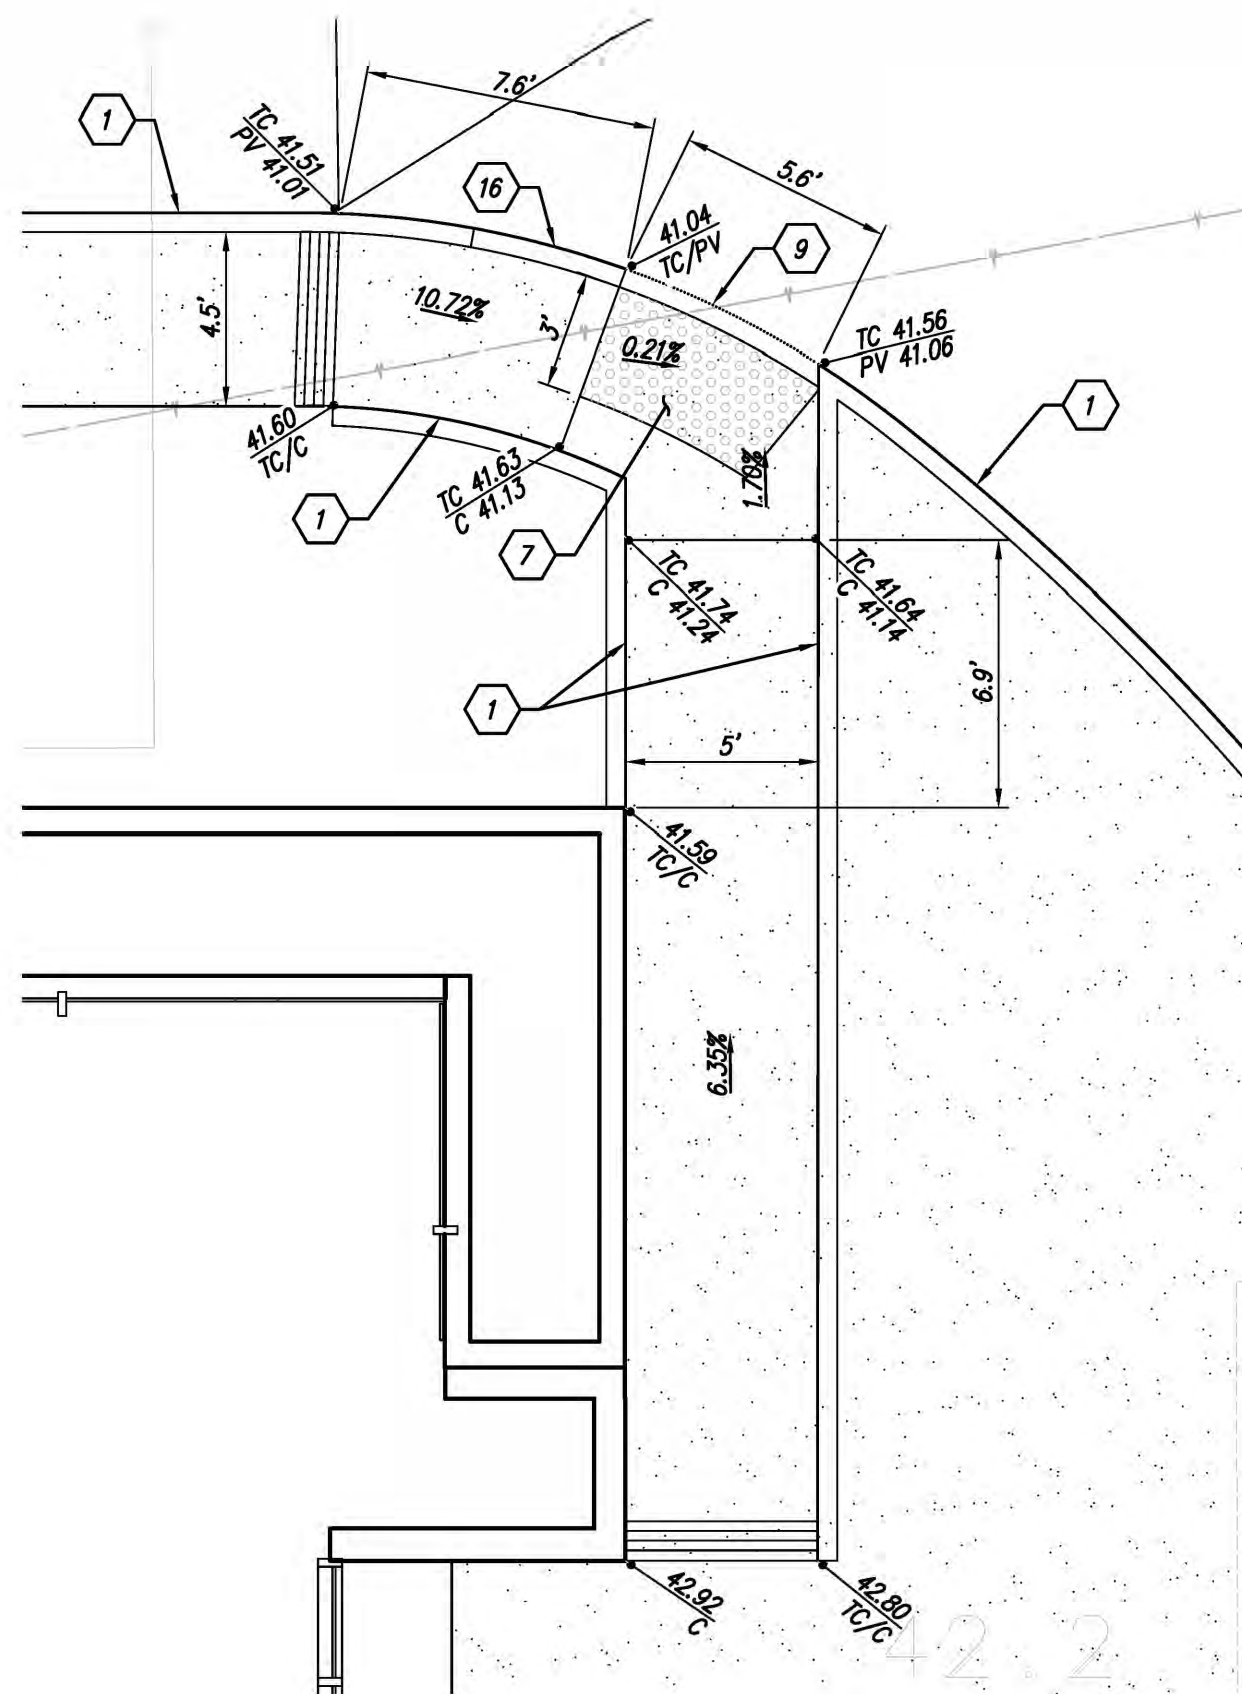 7.6'
1
TC 41.51
PV 41.01
5.6'
16
41.04
TC/PV
9
10.72%
4.5'
3'
0.21%
TC 41.56
PV 41.06
1
41.60
TC/C
TC 41.63
C 41.13
1.70%
1
7
TC 41.74
C 41.24
TC 41.64
C 41.14
6.9'
1
5'
41.59
TC/C
6.35%
42.92
C
42.80
TC/C
42.2